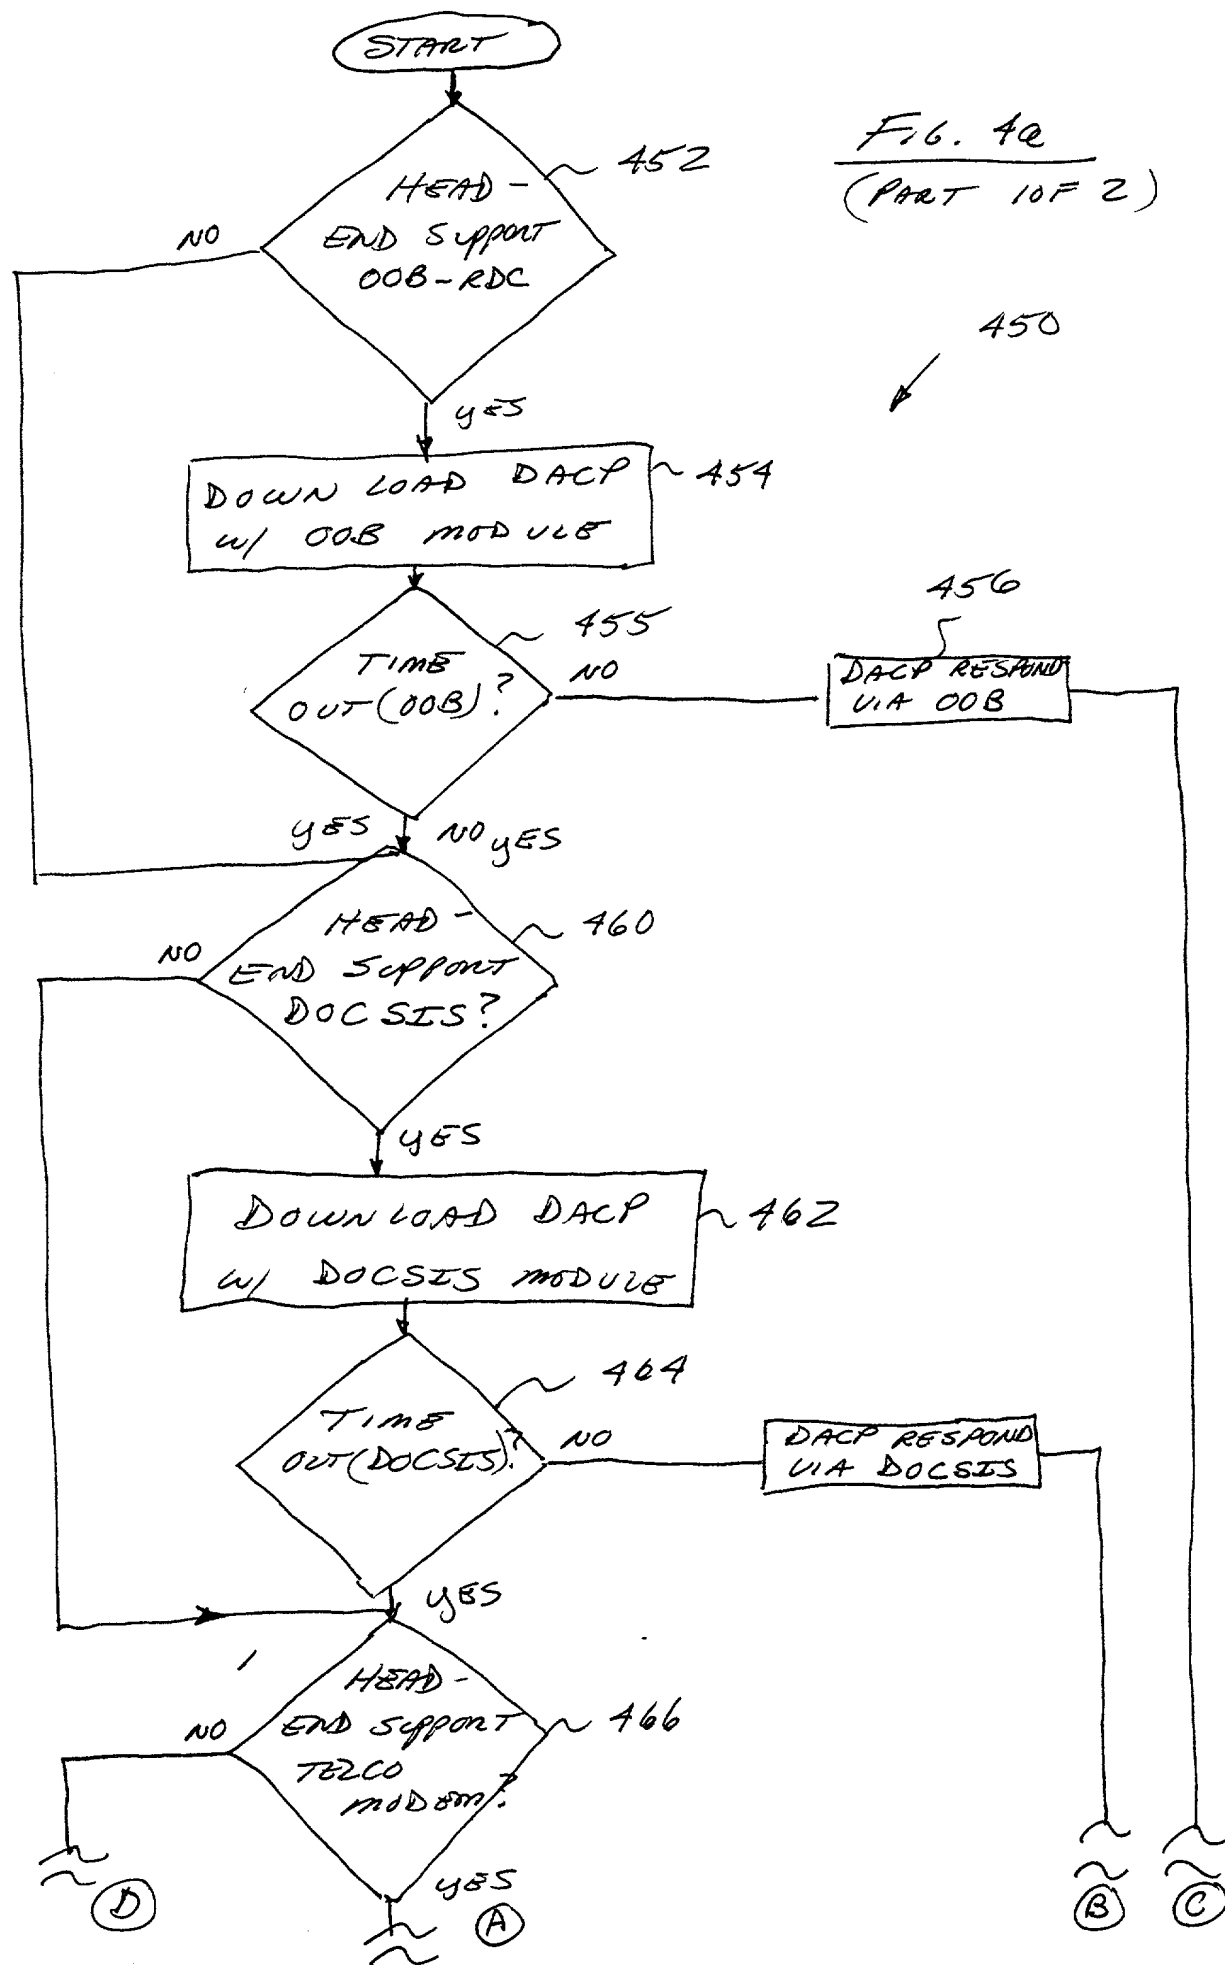 START
FIG. 4a
(PART 1 OF 2)
452
HEAD-
END SUPPORT
OOB-RDC
NO
450
YES
DOWN LOAD DACP
W/ OOB MODULE
454
456
455
TIME
OUT (OOB)?
NO
DACP RESPOND
VIA OOB
YES
NO YES
HEAD-
END SUPPORT
DOCSIS?
460
NO
YES
DOWNLOAD DACP
W/ DOCSIS MODULE
462
464
TIME
OUT (DOCSIS)?
NO
DACP RESPOND
VIA DOCSIS
YES
HEAD-
END SUPPORT
TELCO
MODEM?
466
NO
YES
D
A
B
C